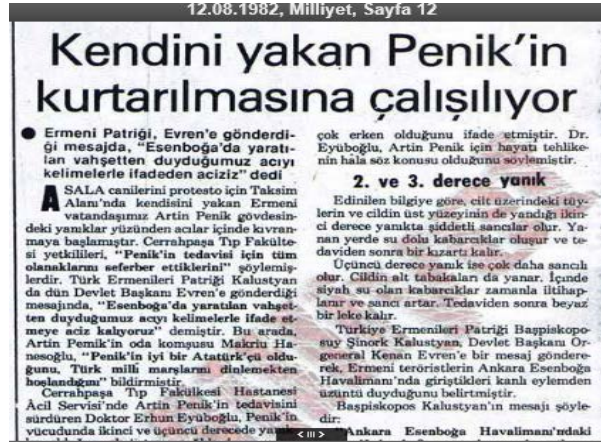 12.08.1982, Milliyet, Sayfa 12
Kendini yakan Penik'in
kurtarılmasına çalışılıyor
● Ermeni Patriği, Evren'e gönderdi-
ği mesajda, "Esenboğa'da yaratı-
lan vahşetten duyduğumuz acıyı
kelimelerle ifadeden aciziz" dedi
ASALA canilerini protesto için Taksim
Alanı'nda kendisini yakan Ermeni
vatandaşımız Artin Penik gövdesin-
deki yanıklar yüzünden acılar içinde kıvran-
maya başlamıştır. Cerrahpaşa Tıp Fakülte-
si yetkilileri, "Penik'in tedavisi için tüm
olanaklarını seferber ettiklerini" söylemiş-
lerdir. Türk Ermenileri Patriği Kalustyan
da dün Devlet Başkanı Evren'e gönderdiği
mesajında, "Esenboğa'da yaratılan vahşet-
ten duyduğumuz acıyı kelimelerle ifade et-
meye aciz kalıyoruz" demiştir. Bu arada,
Artin Pemik'in oda komşusu Makriu Ha-
nesoğlu, "Penik'in iyi bir Atatürk'çü oldu-
ğunu, Türk milli marşlarını dinlemekten
hoşlandığını" bildirmiştir.
Cerrahpaşa Tıp Fakülkesi Hastanesi
Âcil Servisi'nde Artin Penik'in tedavisini
sürdüren Doktor Erhun Eyüboğlu, Penik'in
vücudunda ikinci ve üçüncü derecede
çok erken olduğunu ifade etmiştir. Dr.
Eyüboğlu, Artin Penik için hayati tehlike-
nin hâlâ söz konusu olduğunu söylemiştir.
2. ve 3. derece yanık
Edinilen bilgiye göre, cilt üzerindeki tüy-
lerin ve cildin üst yüzeyinin de yandığı ikin-
ci derece yanıkta şiddetli sancılar olur. Ya-
nan yerde su dolu kabarcıklar oluşur ve te-
daviden sonra bir kızartı kalır.
Üçüncü derece yanık ise çok daha sancılı
olur. Cildin alt tabakaları da yanar. İçinde
siyah su olan kabarcıklar zamanla iltihap-
lanır ve sancı artar. Tedaviden sonra beyaz
bir leke kalır.
Türkiye Ermenileri Patriği Başpiskopo-
suy Şinork Kalustyan, Devlet Başkanı Or-
general Kenan Evren'e bir mesaj göndere-
rek, Ermeni teröristlerin Ankara Esenboğa
Havalimanı'nda giriştikleri kanlı eylemden
üzüntü duyduğunu belirtmiştir.
Başpiskopos Kalustyan'ın mesajı şöyle-
dir:
Ankara Esenboğa Havalimanı'ndaki